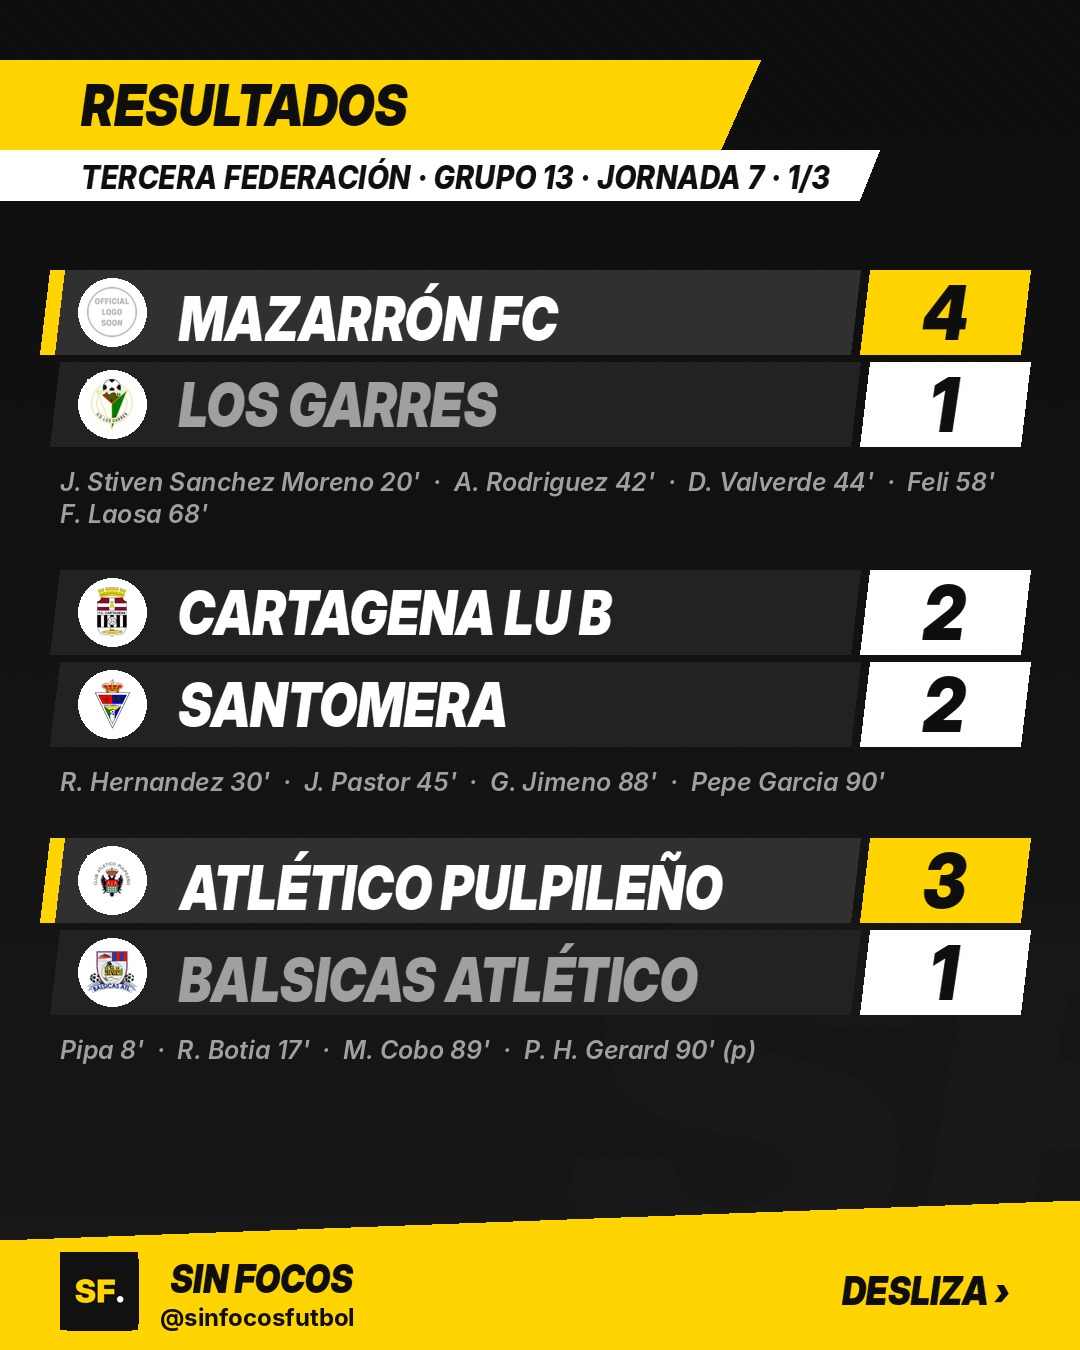 RESULTADOS
TERCERA FEDERACIÓN · GRUPO 13 · JORNADA 7 · 1/3
OFFICIAL
LOGO
SOON
MAZARRÓN FC
4
LOS GARRES
1
J. Stiven Sanchez Moreno 20' · A. Rodriguez 42' · D. Valverde 44' · Feli 58'
F. Laosa 68'
CARTAGENA LU B
2
SANTOMERA
2
R. Hernandez 30' · J. Pastor 45' · G. Jimeno 88' · Pepe Garcia 90'
ATLÉTICO PULPILEÑO
3
BALSICAS ATLÉTICO
1
Pipa 8' · R. Botia 17' · M. Cobo 89' · P. H. Gerard 90' (p)
SF.
SIN FOCOS
@sinfocosfutbol
DESLIZA ›